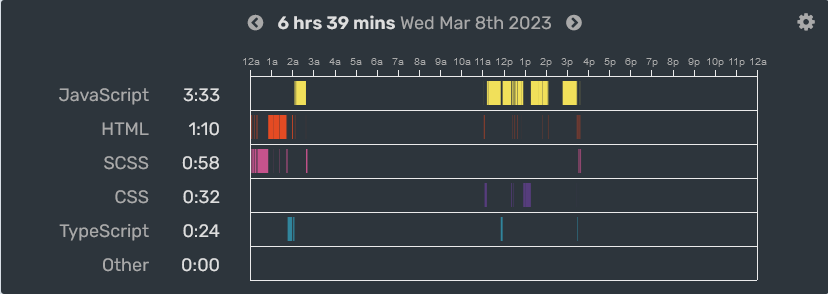 6 hrs 39 mins Wed Mar 8th 2023
12a 1a 2a 3a 4a 5a 6a 7a 8a 9a 10a 11a 12p 1p 2p 3p 4p 5p 6p 7p 8p 9p 10p 11p 12a
JavaScript 3:33
HTML 1:10
SCSS 0:58
CSS 0:32
TypeScript 0:24
Other 0:00